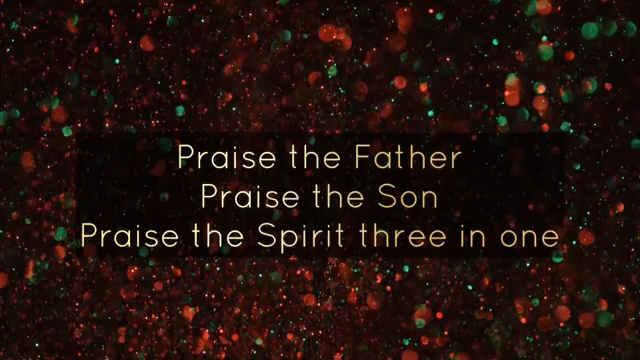 Praise the Father
Praise the Son
Praise the Spirit three in one